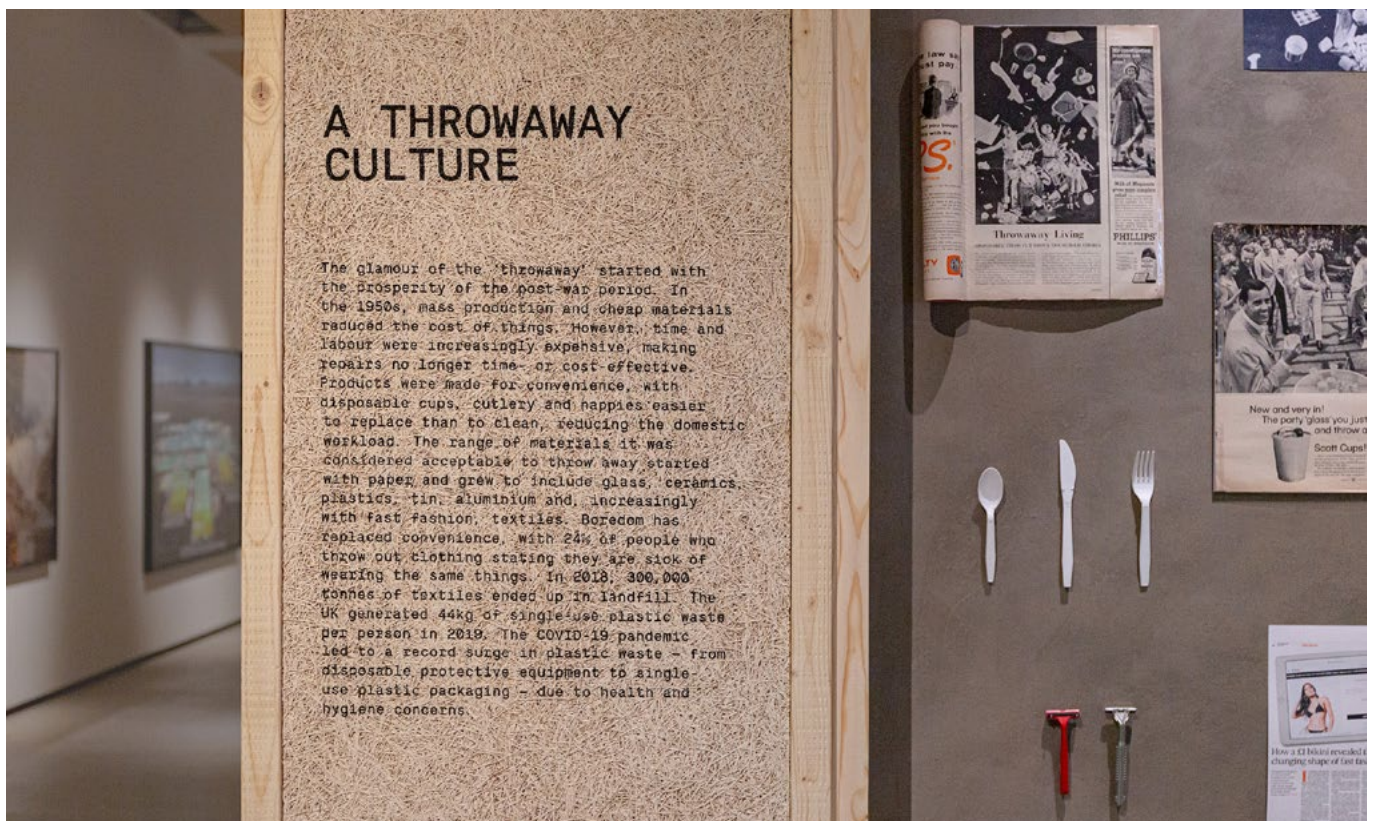 A THROWAWAY
CULTURE
The glamour of the 'throwaway' started with
the prosperity of the post-war period. In
the 1950s, mass production and cheap materials
reduced the cost of things. However, time and
labour were increasingly expensive, making
repairs no longer time- or cost-effective.
Products were made for convenience, with
disposable cups, cutlery and nappies easier
to replace than to clean, reducing the domestic
workload. The range of materials it was
considered acceptable to throw away started
with paper and grew to include glass, ceramics,
plastics, tin, aluminium and, increasingly
with fast fashion, textiles. Boredom has
replaced convenience, with 24% of people who
throw out clothing stating they are sick of
wearing the same things. In 2018, 300,000
tonnes of textiles ended up in landfill. The
UK generated 44kg of single-use plastic waste
per person in 2019. The COVID-19 pandemic
led to a record surge in plastic waste – from
disposable protective equipment to single-
use plastic packaging – due to health and
hygiene concerns.
Throwaway Living
PHILLIPS'
New and very in!
The party 'glass' you just
and throw
Scott Cups!
How a £1 bikini revealed
changing shape of fast